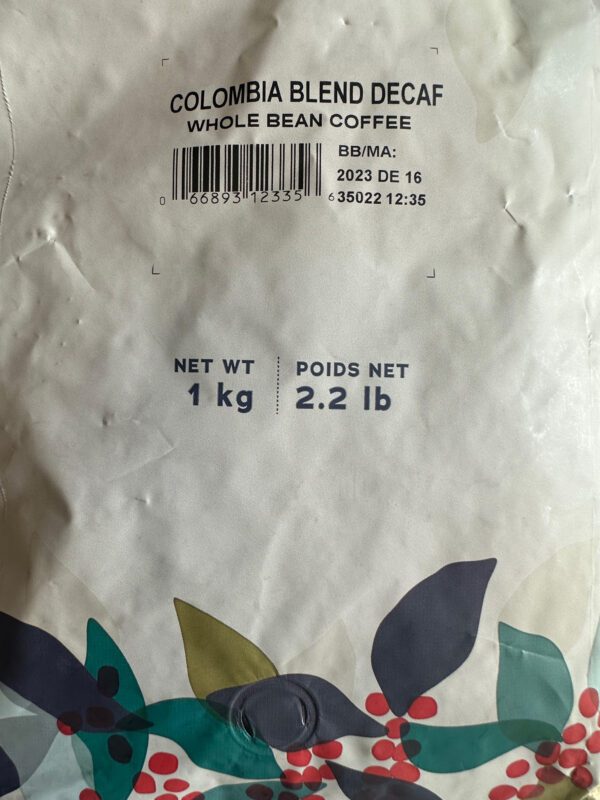 COLOMBIA BLEND DECAF
WHOLE BEAN COFFEE
BB/MA:
2023 DE 16
35022 12:35
0 66893 12335 6
NET WT
1 kg
POIDS NET
2.2 lb